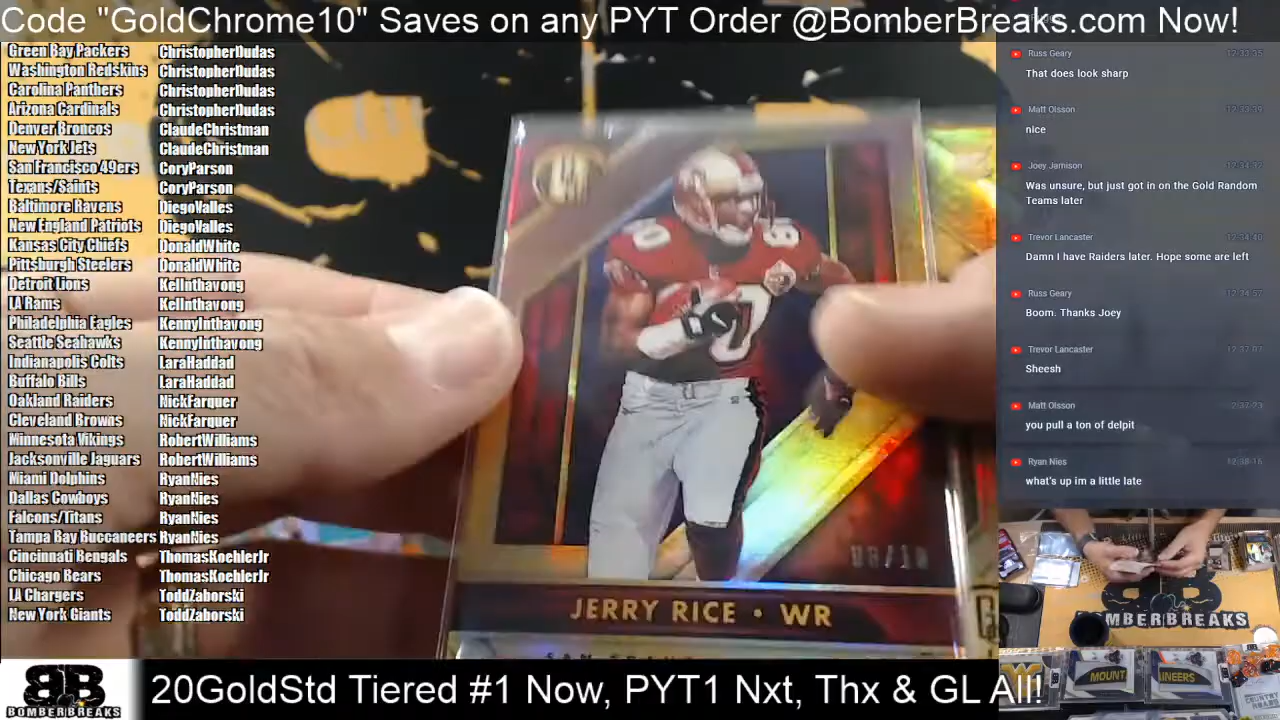 Code "GoldChrome10" Saves on any PYT Order @BomberBreaks.com Now!
Green Bay Packers ChristopherDudas
Washington Redskins ChristopherDudas
Carolina Panthers ChristopherDudas
Arizona Cardinals ChristopherDudas
Denver Broncos ClaudeChristman
New York Jets ClaudeChristman
San Francisco 49ers CoryParson
Texans/Saints CoryParson
Baltimore Ravens DiegoValles
New England Patriots DiegoValles
Kansas City Chiefs DonaldWhite
Pittsburgh Steelers DonaldWhite
Detroit Lions KelInthavong
LA Rams KelInthavong
Philadelphia Eagles KennyInthavong
Seattle Seahawks KennyInthavong
Indianapolis Colts LaraHaddad
Buffalo Bills LaraHaddad
Oakland Raiders NickFarquer
Cleveland Browns NickFarquer
Minnesota Vikings RobertWilliams
Jacksonville Jaguars RobertWilliams
Miami Dolphins RyanNies
Dallas Cowboys RyanNies
Falcons/Titans RyanNies
Tampa Bay Buccaneers RyanNies
Cincinnati Bengals ThomasKoehlerJr
Chicago Bears ThomasKoehlerJr
LA Chargers ToddZaborski
New York Giants ToddZaborski
80
80
JERRY RICE • WR
Russ Geary
That does look sharp
Matt Olsson
nice
Joey Jamison
Was unsure, but just got in on the Gold Random
Teams later
Trevor Lancaster
Damn I have Raiders later. Hope some are left
Russ Geary
Boom. Thanks Joey
Trevor Lancaster
Sheesh
Matt Olsson
you pull a ton of delpit
Ryan Nies
what's up im a little late
MBERBREAKS
MOUNT
INEERS
BOMBERBREAKS
20GoldStd Tiered #1 Now, PYT1 Nxt, Thx & GL All!